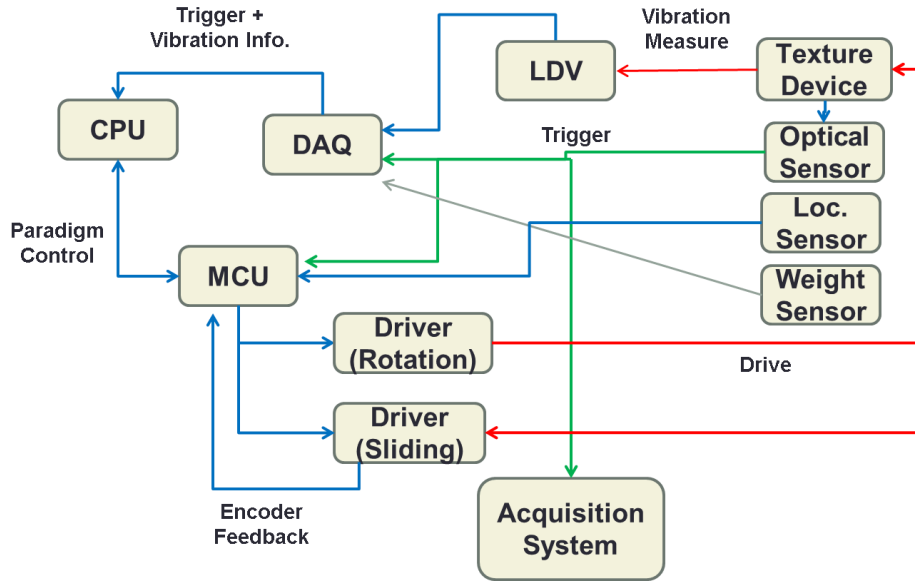 Trigger +
Vibration Info.
Vibration
Measure
LDV
Texture
Device
CPU
DAQ
Trigger
Optical
Sensor
Paradigm
Control
Loc.
Sensor
MCU
Weight
Sensor
Driver
(Rotation)
Drive
Driver
(Sliding)
Encoder
Feedback
Acquisition
System